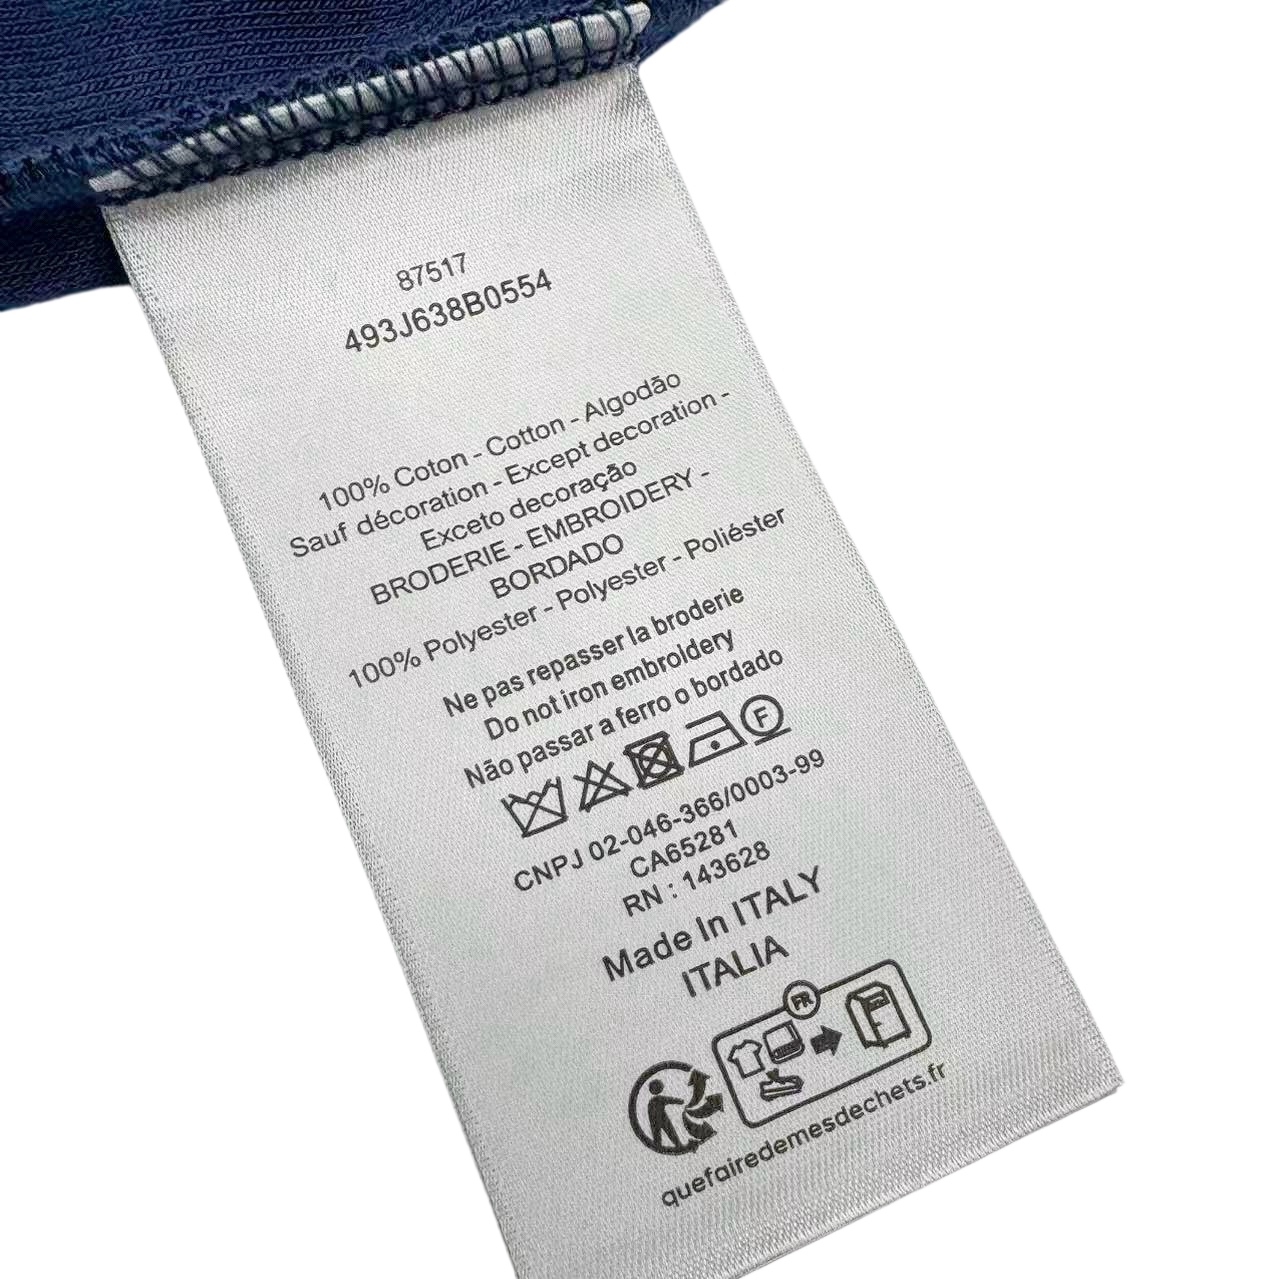 87517
493J638B0554
100% Coton - Cotton - Algodão
Sauf décoration - Except decoration -
Exceto decoração
BRODERIE - EMBROIDERY -
BORDADO
100% Polyester - Polyester - Poliéster
Ne pas repasser la broderie
Do not iron embroidery
Não passar a ferro o bordado
F
CNPJ 02-046-366/0003-99
CA65281
RN : 143628
Made In ITALY
ITALIA
FR
quefairedemesdechets.fr